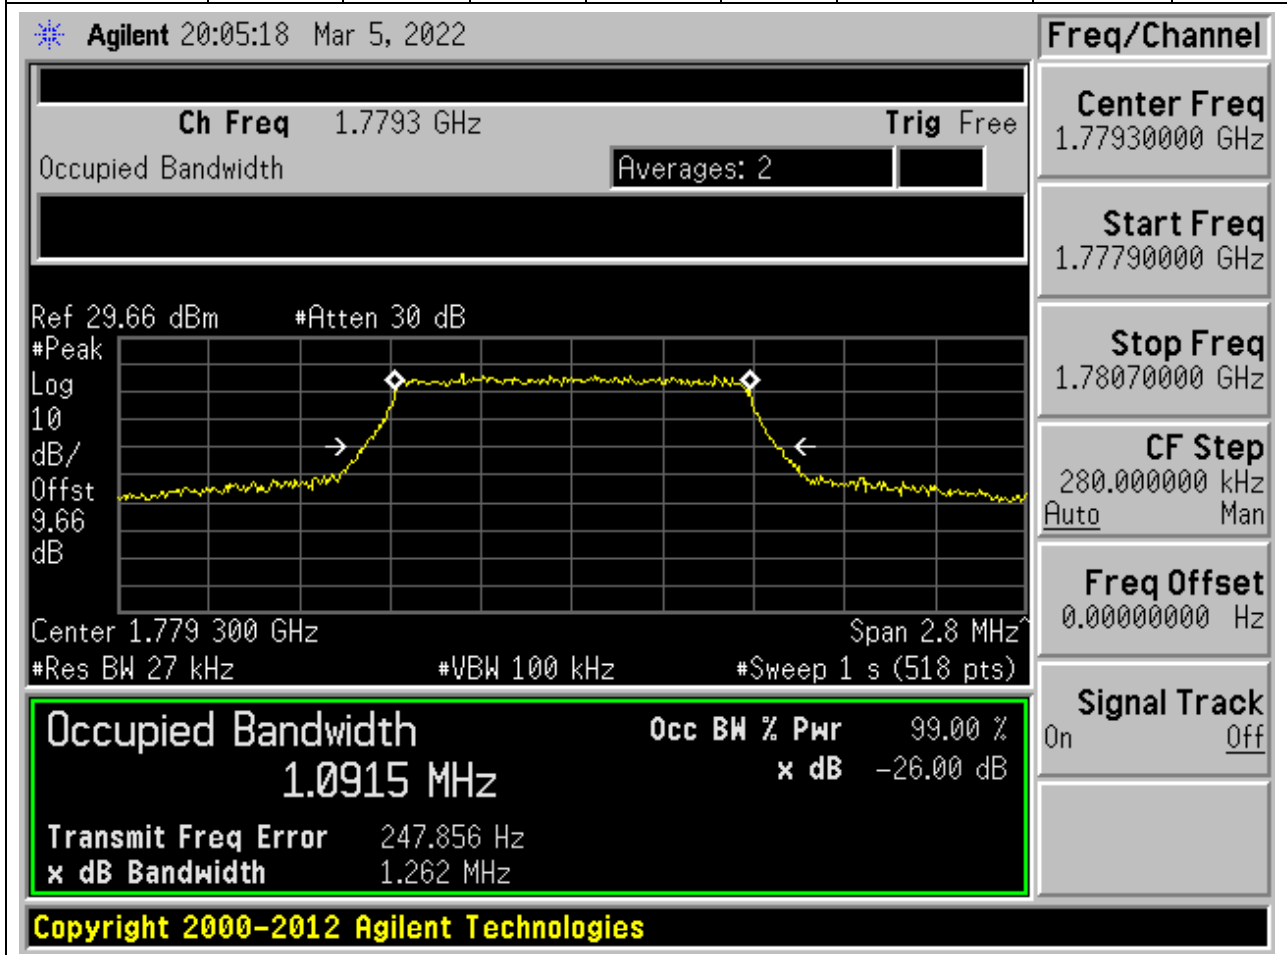 Agilent 20:05:18 Mar 5, 2022
Freq/Channel
Ch Freq 1.7793 GHz Trig Free
Occupied Bandwidth Averages: 2
Center Freq
1.77930000 GHz
Start Freq
1.77790000 GHz
Stop Freq
1.78070000 GHz
CF Step
280.000000 kHz
Auto Man
Freq Offset
0.00000000 Hz
Signal Track
On Off
Ref 29.66 dBm #Atten 30 dB
#Peak
Log
10
dB/
Offst
9.66
dB
Center 1.779 300 GHz Span 2.8 MHz^
#Res BW 27 kHz #VBW 100 kHz #Sweep 1 s (518 pts)
Occupied Bandwidth Occ BW % Pwr 99.00 %
1.0915 MHz x dB -26.00 dB
Transmit Freq Error 247.856 Hz
x dB Bandwidth 1.262 MHz
Copyright 2000-2012 Agilent Technologies